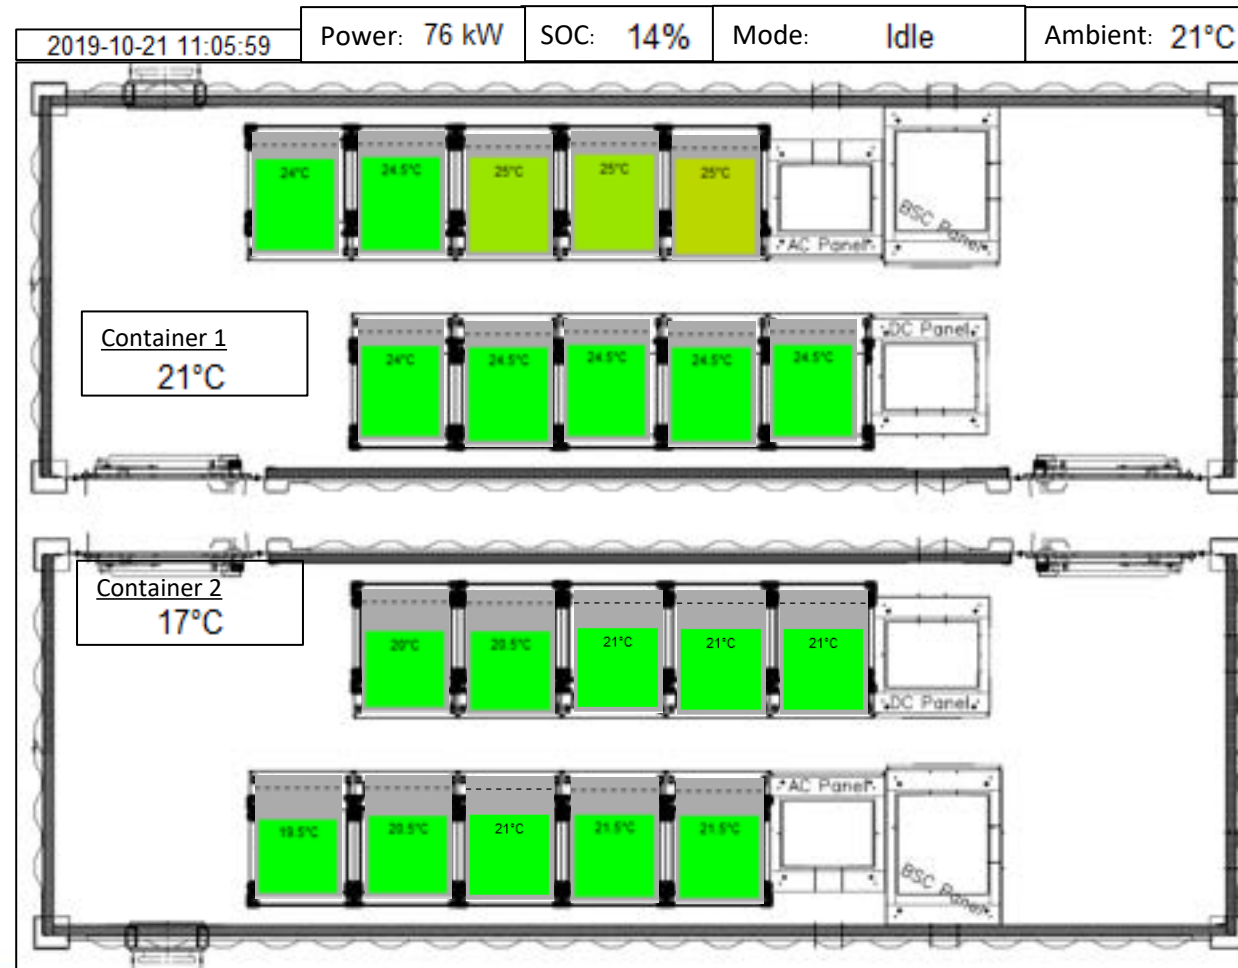 2019-10-21 11:05:59
Power: 76 kW
SOC: 14%
Mode: Idle
Ambient: 21°C
24°C 24.5°C 25°C 25°C 25°C
AC Panel
BSC Panel
Container 1
21°C
24°C 24.5°C 24.5°C 24.5°C 24.5°C
DC Panel
Container 2
17°C
20°C 20.5°C 21°C 21°C 21°C
DC Panel
19.5°C 20.5°C 21°C 21.5°C 21.5°C
AC Panel
BSC Panel